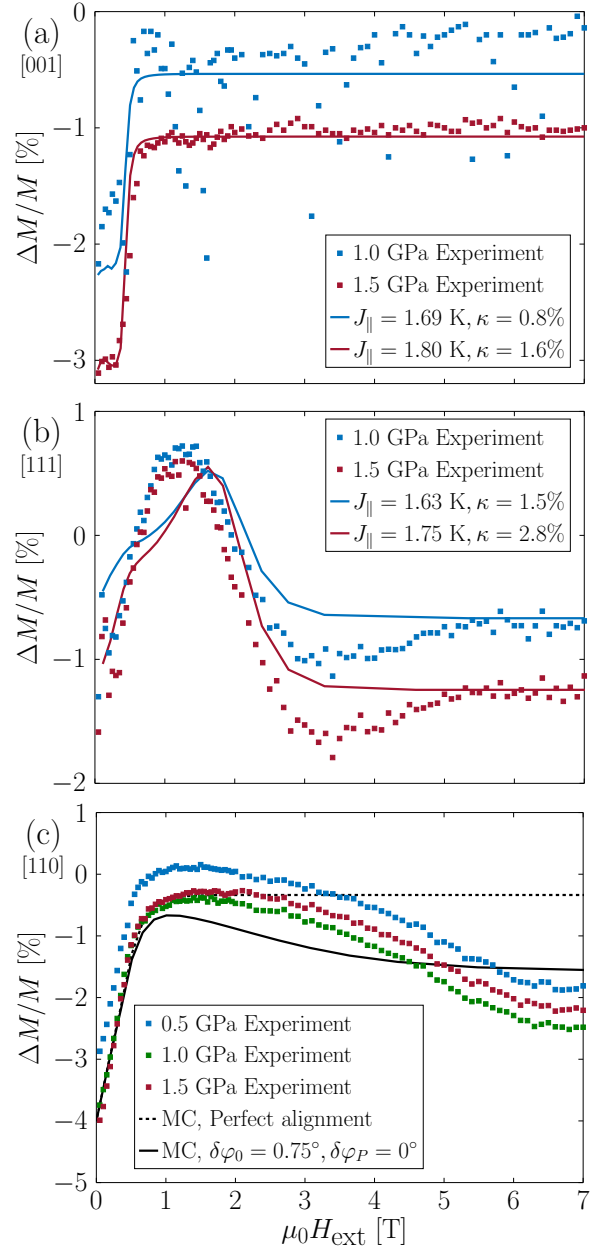 (a)
[001]
0
−1
−2
−3
ΔM/M [%]
1.0 GPa Experiment
1.5 GPa Experiment
J∥ = 1.69 K, κ = 0.8%
J∥ = 1.80 K, κ = 1.6%
(b)
[111]
1
0
−1
−2
ΔM/M [%]
1.0 GPa Experiment
1.5 GPa Experiment
J∥ = 1.63 K, κ = 1.5%
J∥ = 1.75 K, κ = 2.8%
(c)
[110]
1
0
−1
−2
−3
−4
−5
ΔM/M [%]
0.5 GPa Experiment
1.0 GPa Experiment
1.5 GPa Experiment
MC, Perfect alignment
MC, δφ₀ = 0.75°, δφ_P = 0°
0 1 2 3 4 5 6 7
μ₀H_ext [T]